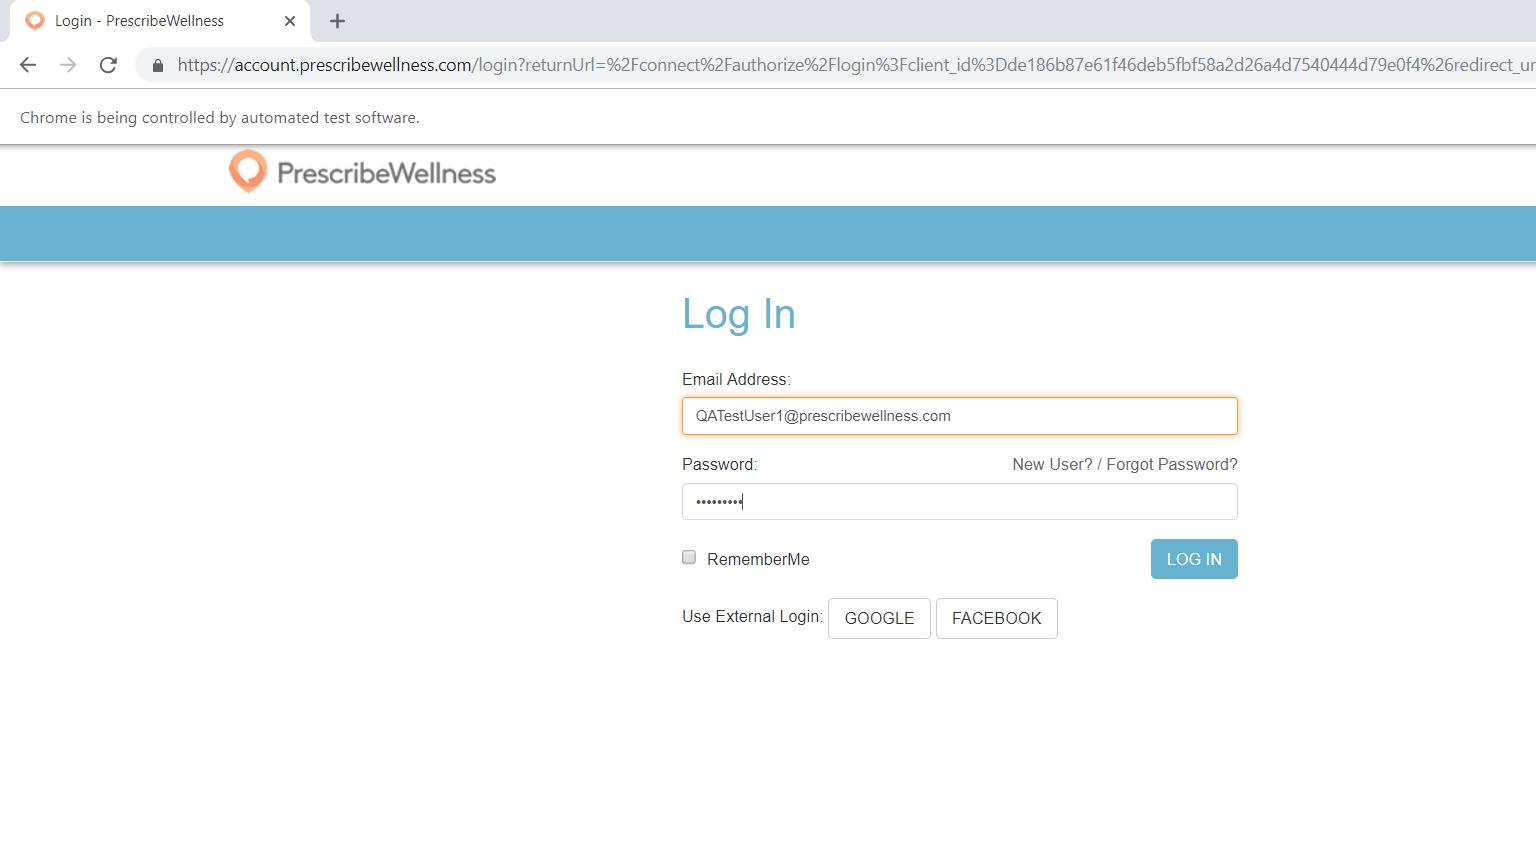 Login - PrescribeWellness
https://account.prescribewellness.com/login?returnUrl=%2Fconnect%2Fauthorize%2Flogin%3Fclient_id%3Dde186b87e61f46deb5fbf58a2d26a4d7540444d79e0f4%26redirect_ur
Chrome is being controlled by automated test software.
PrescribeWellness
Log In
Email Address:
QATestUser1@prescribewellness.com
Password: New User? / Forgot Password?
•••••••••
RememberMe LOG IN
Use External Login: GOOGLE FACEBOOK